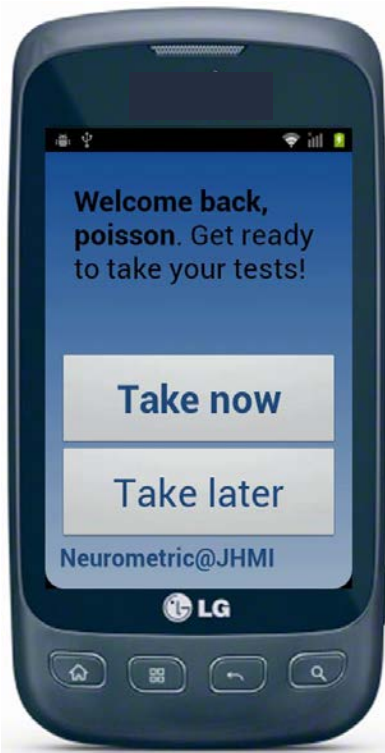 Welcome back,
poisson. Get ready
to take your tests!
Take now
Take later
Neurometric@JHMI
LG